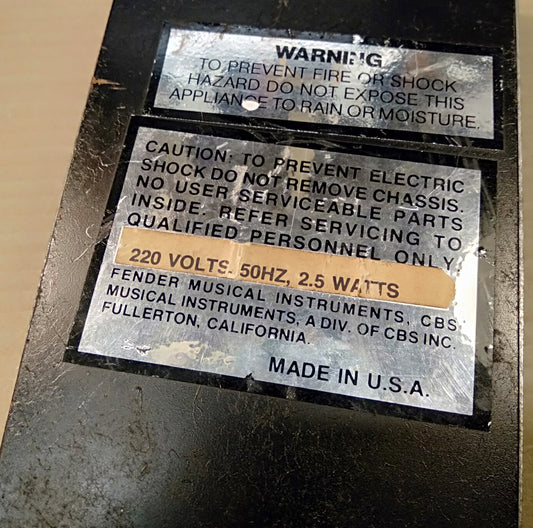 WARNING
TO PREVENT FIRE OR SHOCK
HAZARD DO NOT EXPOSE THIS
APPLIANCE TO RAIN OR MOISTURE.
CAUTION: TO PREVENT ELECTRIC
SHOCK DO NOT REMOVE CHASSIS.
NO USER SERVICEABLE PARTS
INSIDE. REFER SERVICING TO
QUALIFIED PERSONNEL ONLY.
220 VOLTS. 50HZ, 2.5 WATTS
FENDER MUSICAL INSTRUMENTS, CBS
MUSICAL INSTRUMENTS, A DIV. OF CBS INC.
FULLERTON, CALIFORNIA.
MADE IN U.S.A.